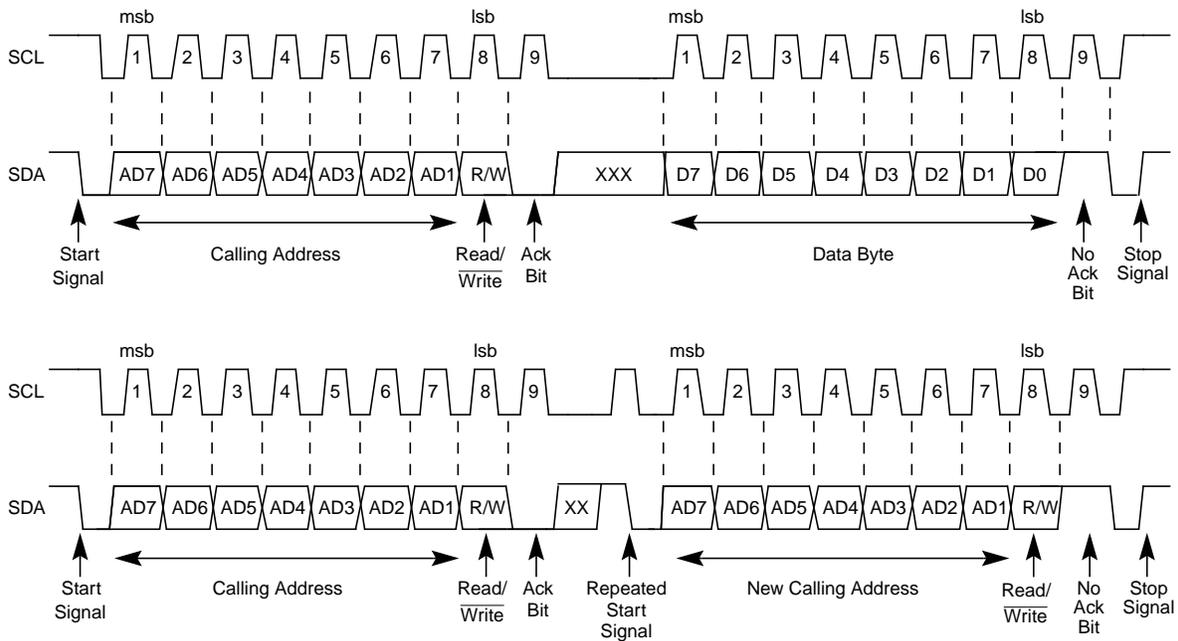 msb lsb msb lsb
SCL 1 2 3 4 5 6 7 8 9 1 2 3 4 5 6 7 8 9
SDA AD7 AD6 AD5 AD4 AD3 AD2 AD1 R/W XXX D7 D6 D5 D4 D3 D2 D1 D0
Start Calling Address Read/ Ack Data Byte No Stop
Signal Write Bit Ack Signal
Bit
msb lsb msb lsb
SCL 1 2 3 4 5 6 7 8 9 1 2 3 4 5 6 7 8 9
SDA AD7 AD6 AD5 AD4 AD3 AD2 AD1 R/W XX AD7 AD6 AD5 AD4 AD3 AD2 AD1 R/W
Start Calling Address Read/ Ack Repeated New Calling Address Read/ No Stop
Signal Write Bit Start Write Ack Signal
Signal Bit